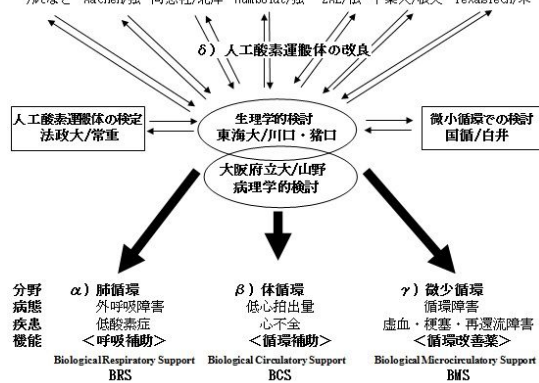 δ）人工酸素運搬体の改良
人工酸素運搬体の検定
法政大/常重
生理学的検討
東海大/川口・猪口
微小循環での検討
国循/白井
大阪府立大/山野
病理学的検討
分野 α）肺循環 β）体循環 γ）微少循環
病態 外呼吸障害 低心拍出量 循環障害
疾患 低酸素症 心不全 虚血・梗塞・再還流障害
機能 ＜呼吸補助＞ ＜循環補助＞ ＜循環改善薬＞
Biological Respiratory Support Biological Circulatory Support Biological Microcirculatory Support
BRS BCS BMS